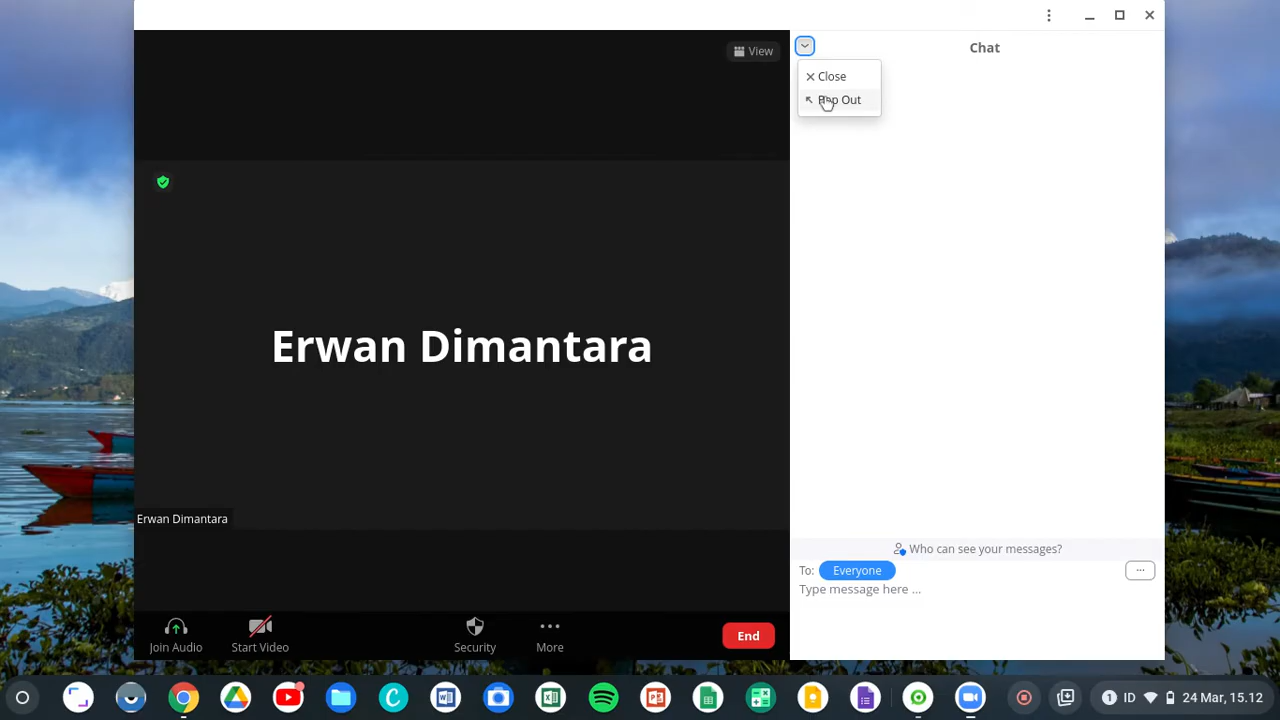 View
Chat
Close
Pop Out
Erwan Dimantara
Erwan Dimantara
Who can see your messages?
To: Everyone
Type message here ...
Join Audio
Start Video
Security
More
End
1 ID 24 Mar, 15.12